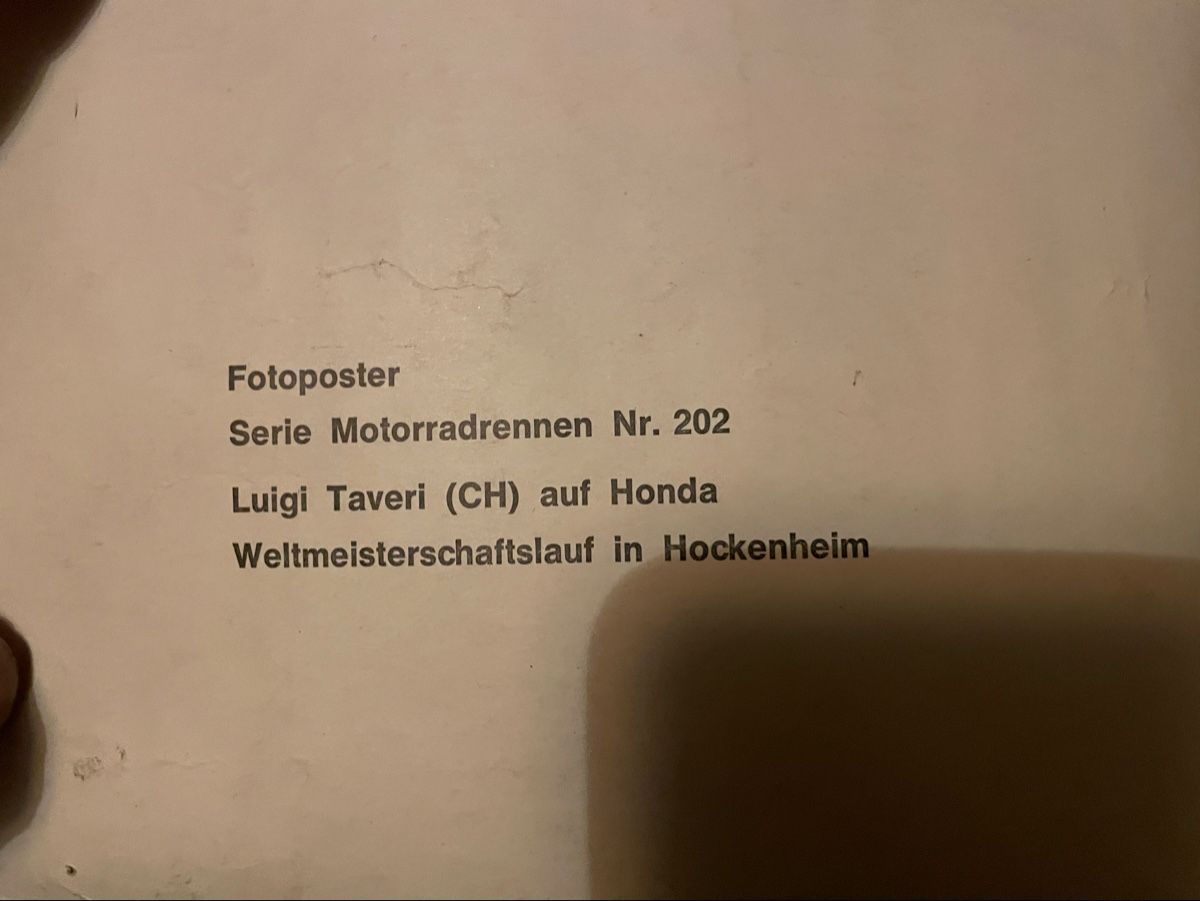 Fotoposter
Serie Motorradrennen Nr. 202
Luigi Taveri (CH) auf Honda
Weltmeisterschaftslauf in Hockenheim